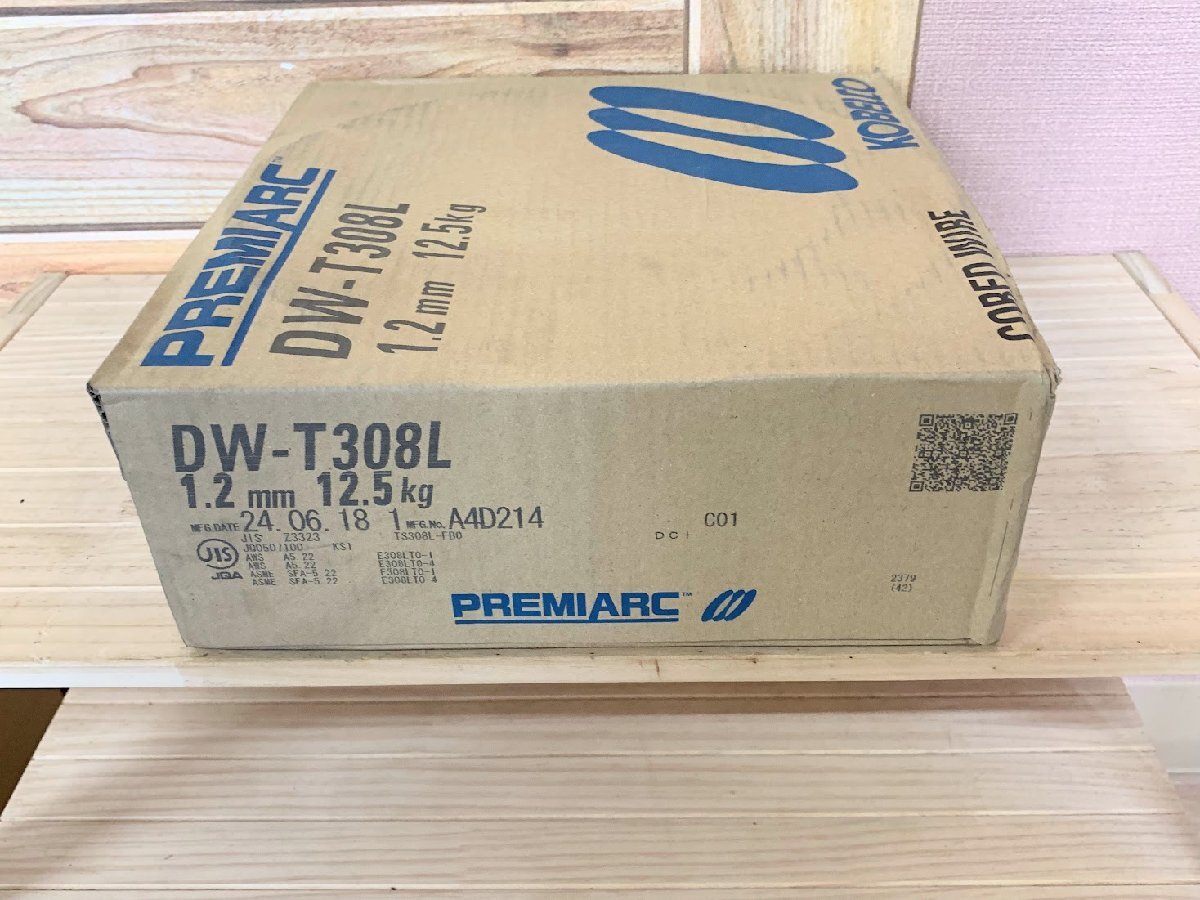 PREMIARC™
DW-T308L
1.2mm 12.5kg
KOBELCO
CORED WIRE
DW-T308L
1.2 mm 12.5 kg
MFG.DATE 24.06.18 1 MFG.No. A4D214
JIS Z3323 TS308L-FB0
KS1
AWS A5.22 E308LT0-1
AWS A5.22 E308LT0-4
ASME SFA-5.22 E308LT0-1
ASME SFA-5.22 E308LT0-4
JIS
JQA
C01
2379
(42)
PREMIARC™